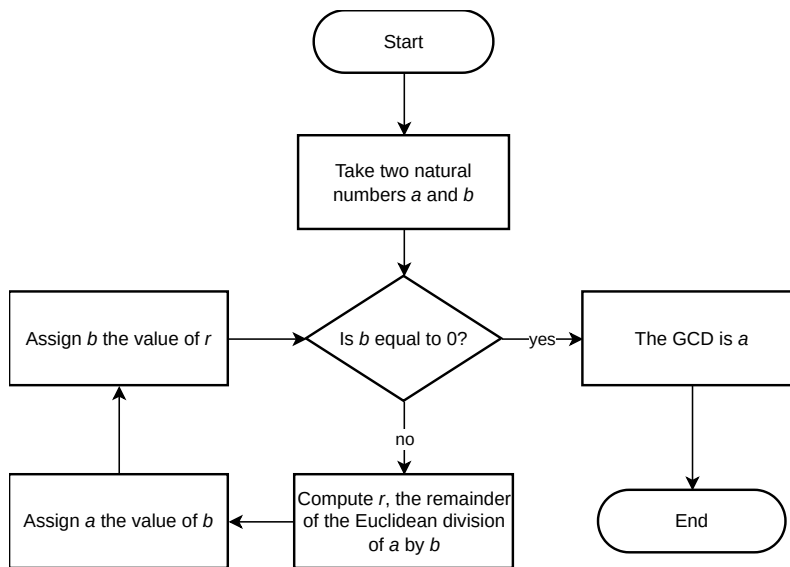 Start
Take two natural
numbers a and b
Is b equal to 0?
yes
The GCD is a
End
no
Compute r, the remainder
of the Euclidean division
of a by b
Assign a the value of b
Assign b the value of r